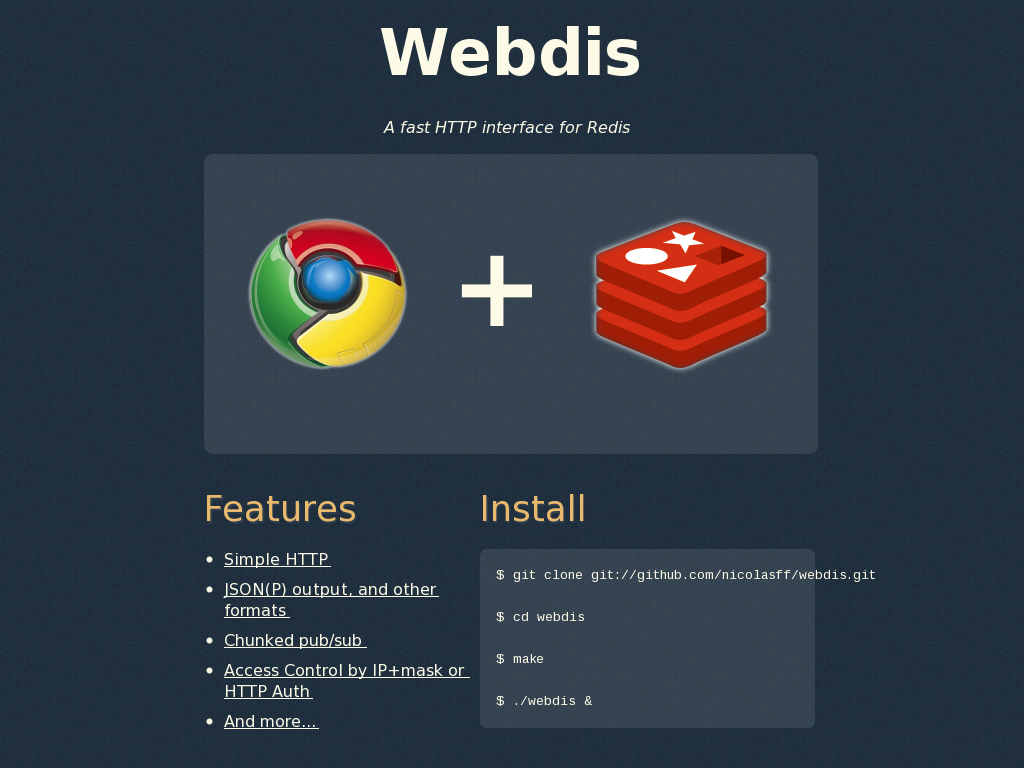 Webdis
A fast HTTP interface for Redis
+
Features
Simple HTTP
JSON(P) output, and other
formats
Chunked pub/sub
Access Control by IP+mask or
HTTP Auth
And more...
Install
$ git clone git://github.com/nicolasff/webdis.git
$ cd webdis
$ make
$ ./webdis &